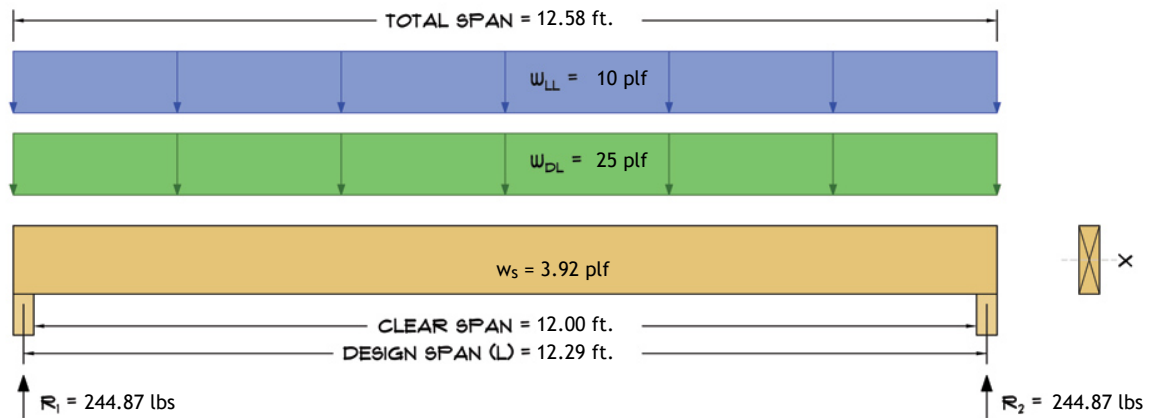 TOTAL SPAN = 12.58 ft.
WLL = 10 plf
WDL = 25 plf
ws = 3.92 plf
X
CLEAR SPAN = 12.00 ft.
DESIGN SPAN (L) = 12.29 ft.
R1 = 244.87 lbs
R2 = 244.87 lbs